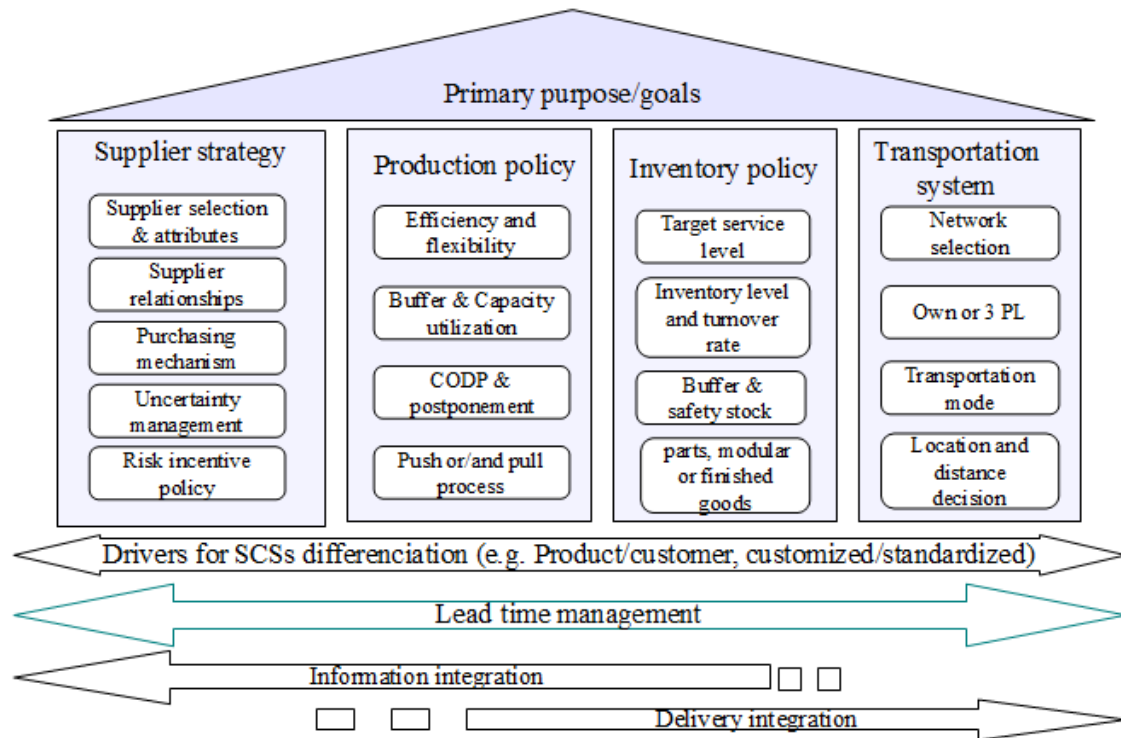 Primary purpose/goals
Supplier strategy
Supplier selection
& attributes
Supplier
relationships
Purchasing
mechanism
Uncertainty
management
Risk incentive
policy
Production policy
Efficiency and
flexibility
Buffer & Capacity
utilization
CODP &
postponement
Push or/and pull
process
Inventory policy
Target service
level
Inventory level
and turnover
rate
Buffer &
safety stock
parts, modular
or finished
goods
Transportation
system
Network
selection
Own or 3 PL
Transportation
mode
Location and
distance
decision
Drivers for SCSs differenciation (e.g. Product/customer, customized/standardized)
Lead time management
Information integration
Delivery integration